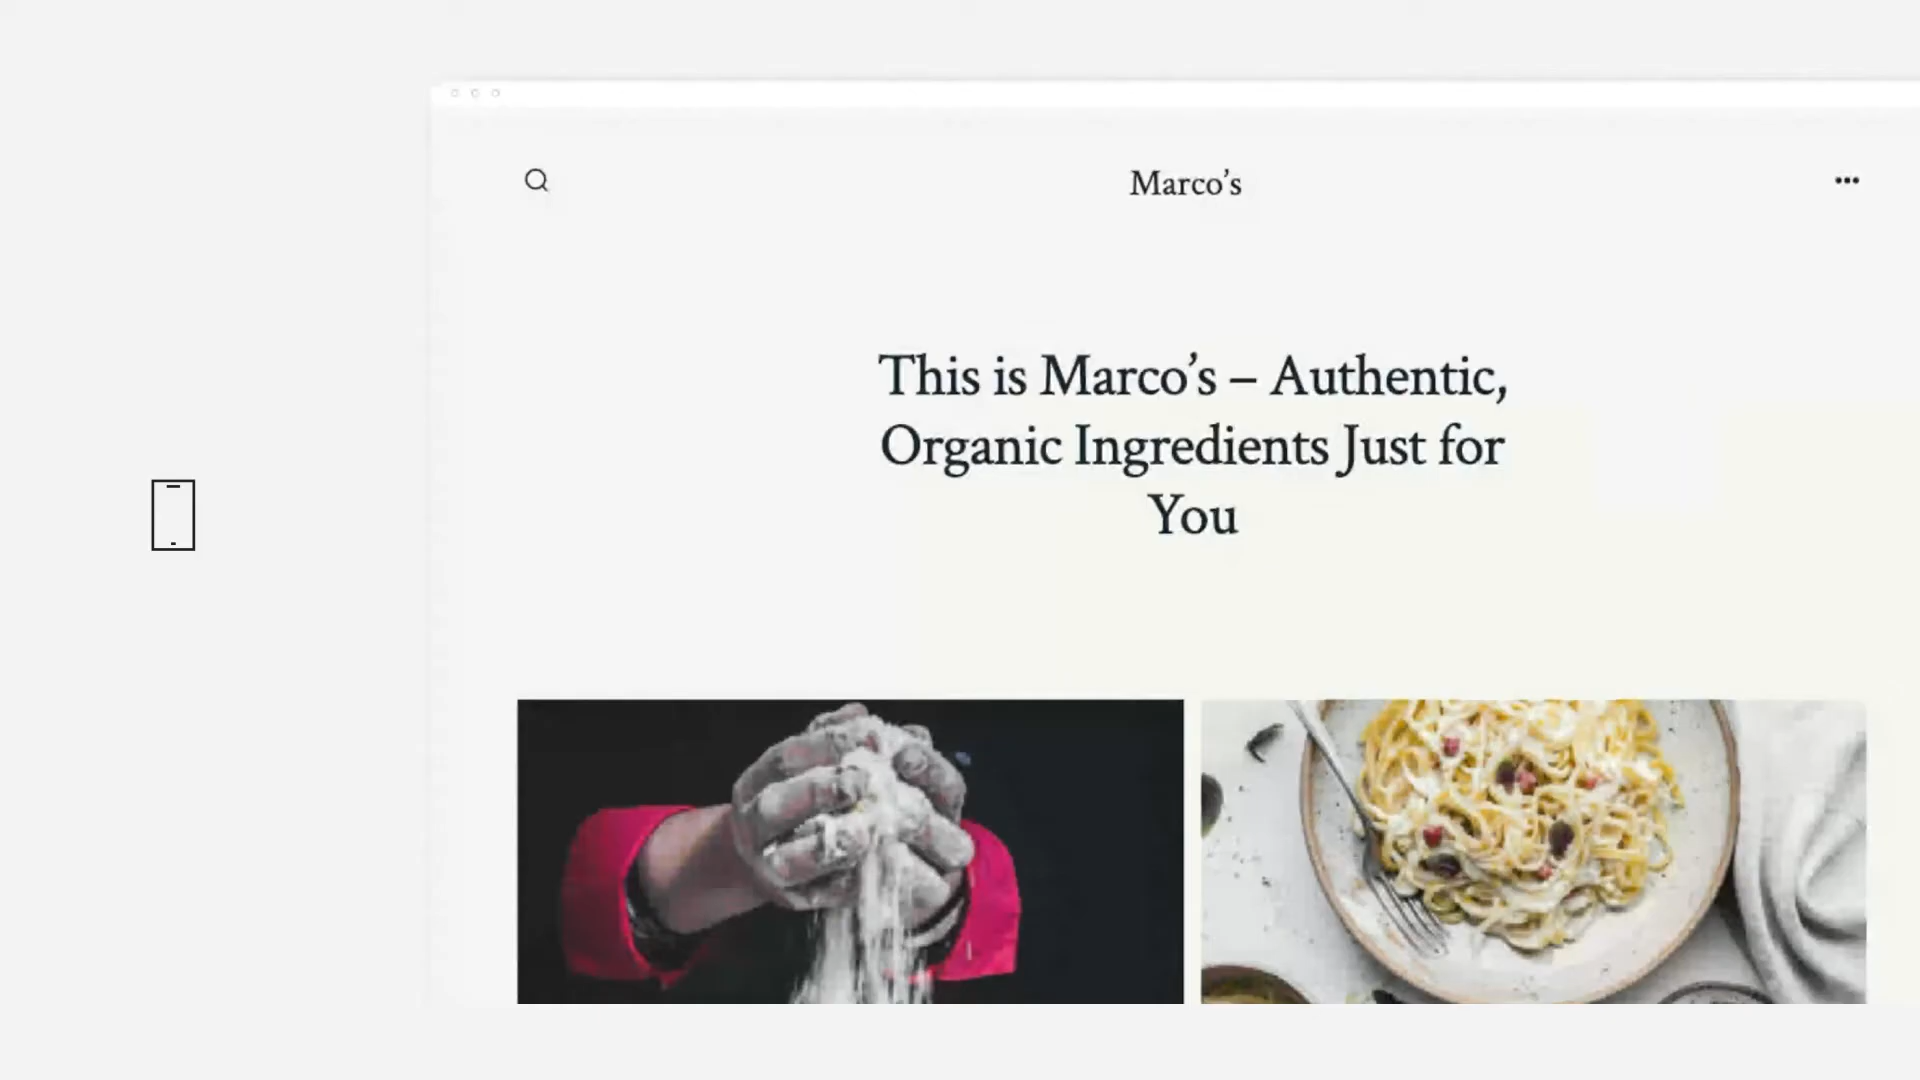 Marco’s
This is Marco’s – Authentic,
Organic Ingredients Just for
You